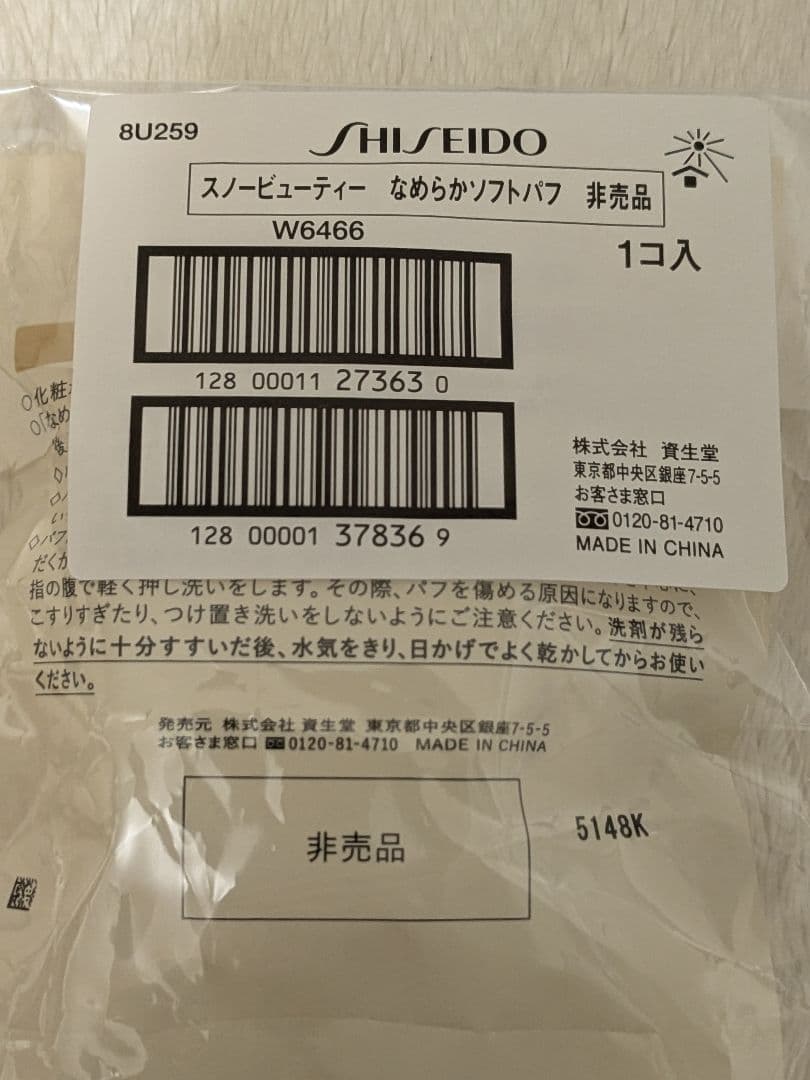 8U259
SHISEIDO
スノービューティー なめらかソフトパフ 非売品
W6466
1コ入
128 00011 27363 0
128 00001 37836 9
株式会社 資生堂
東京都中央区銀座7-5-5
お客さま窓口
0120-81-4710
MADE IN CHINA
○化粧
○「なめ
後
◇パフ
だくか
指の腹で軽く押し洗いをします。その際、パフを傷める原因になりますので、
こすりすぎたり、つけ置き洗いをしないようにご注意ください。洗剤が残ら
ないように十分すすいだ後、水気をきり、日かげでよく乾かしてからお使い
ください。
発売元 株式会社 資生堂 東京都中央区銀座7-5-5
お客さま窓口 0120-81-4710 MADE IN CHINA
非売品
5148K